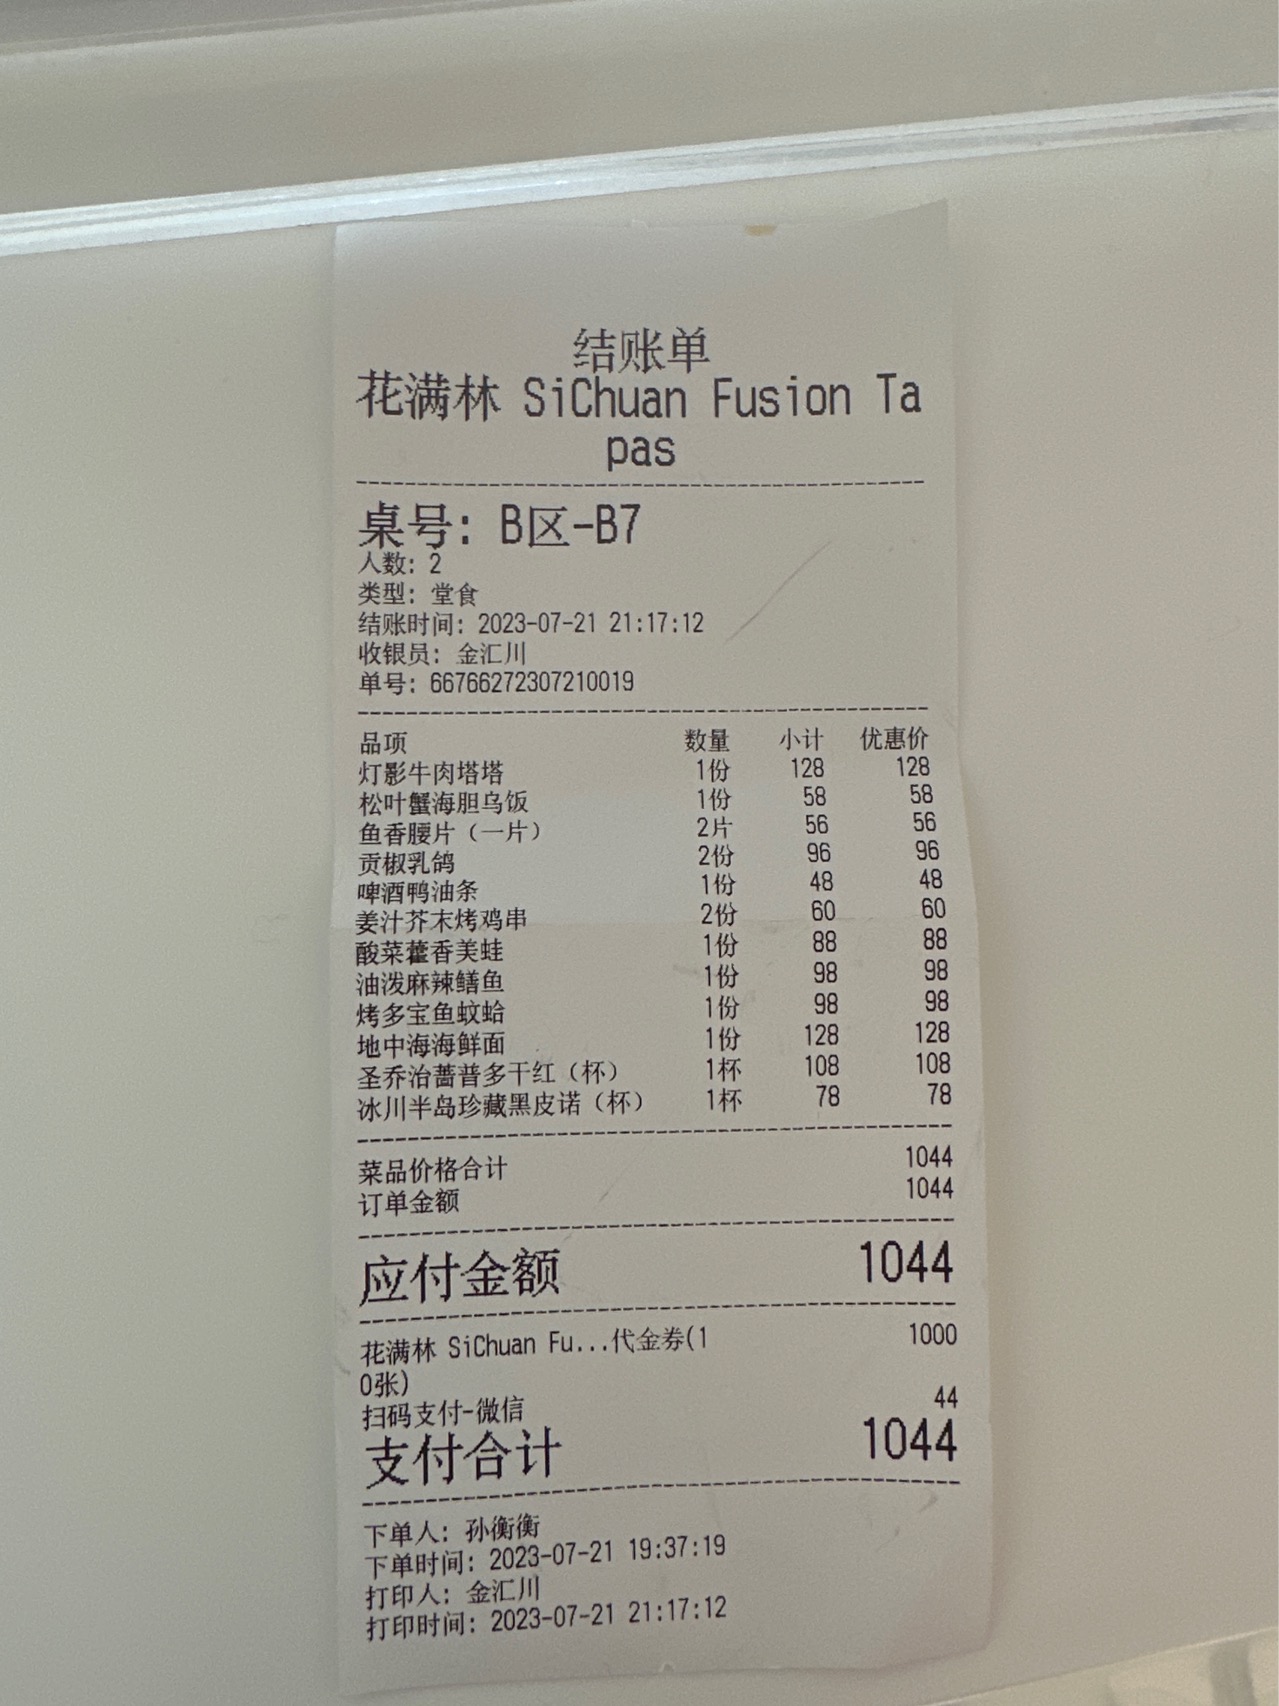 结账单
花满林 SiChuan Fusion Ta
pas
桌号: B区-B7
人数: 2
类型: 堂食
结账时间: 2023-07-21 21:17:12
收银员: 金汇川
单号: 66766272307210019
品项 数量 小计 优惠价
灯影牛肉塔塔 1份 128 128
松叶蟹海胆乌饭 1份 58 58
鱼香腰片（一片） 2片 56 56
贡椒乳鸽 2份 96 96
啤酒鸭油条 1份 48 48
姜汁芥末烤鸡串 2份 60 60
酸菜藿香美蛙 1份 88 88
油泼麻辣鳝鱼 1份 98 98
烤多宝鱼蚊蛤 1份 98 98
地中海海鲜面 1份 128 128
圣乔治蔷普多干红（杯） 1杯 108 108
冰川半岛珍藏黑皮诺（杯） 1杯 78 78
菜品价格合计 1044
订单金额 1044
应付金额 1044
花满林 SiChuan Fu...代金券(1 1000
0张)
扫码支付-微信 44
支付合计 1044
下单人: 孙衡衡
下单时间: 2023-07-21 19:37:19
打印人: 金汇川
打印时间: 2023-07-21 21:17:12